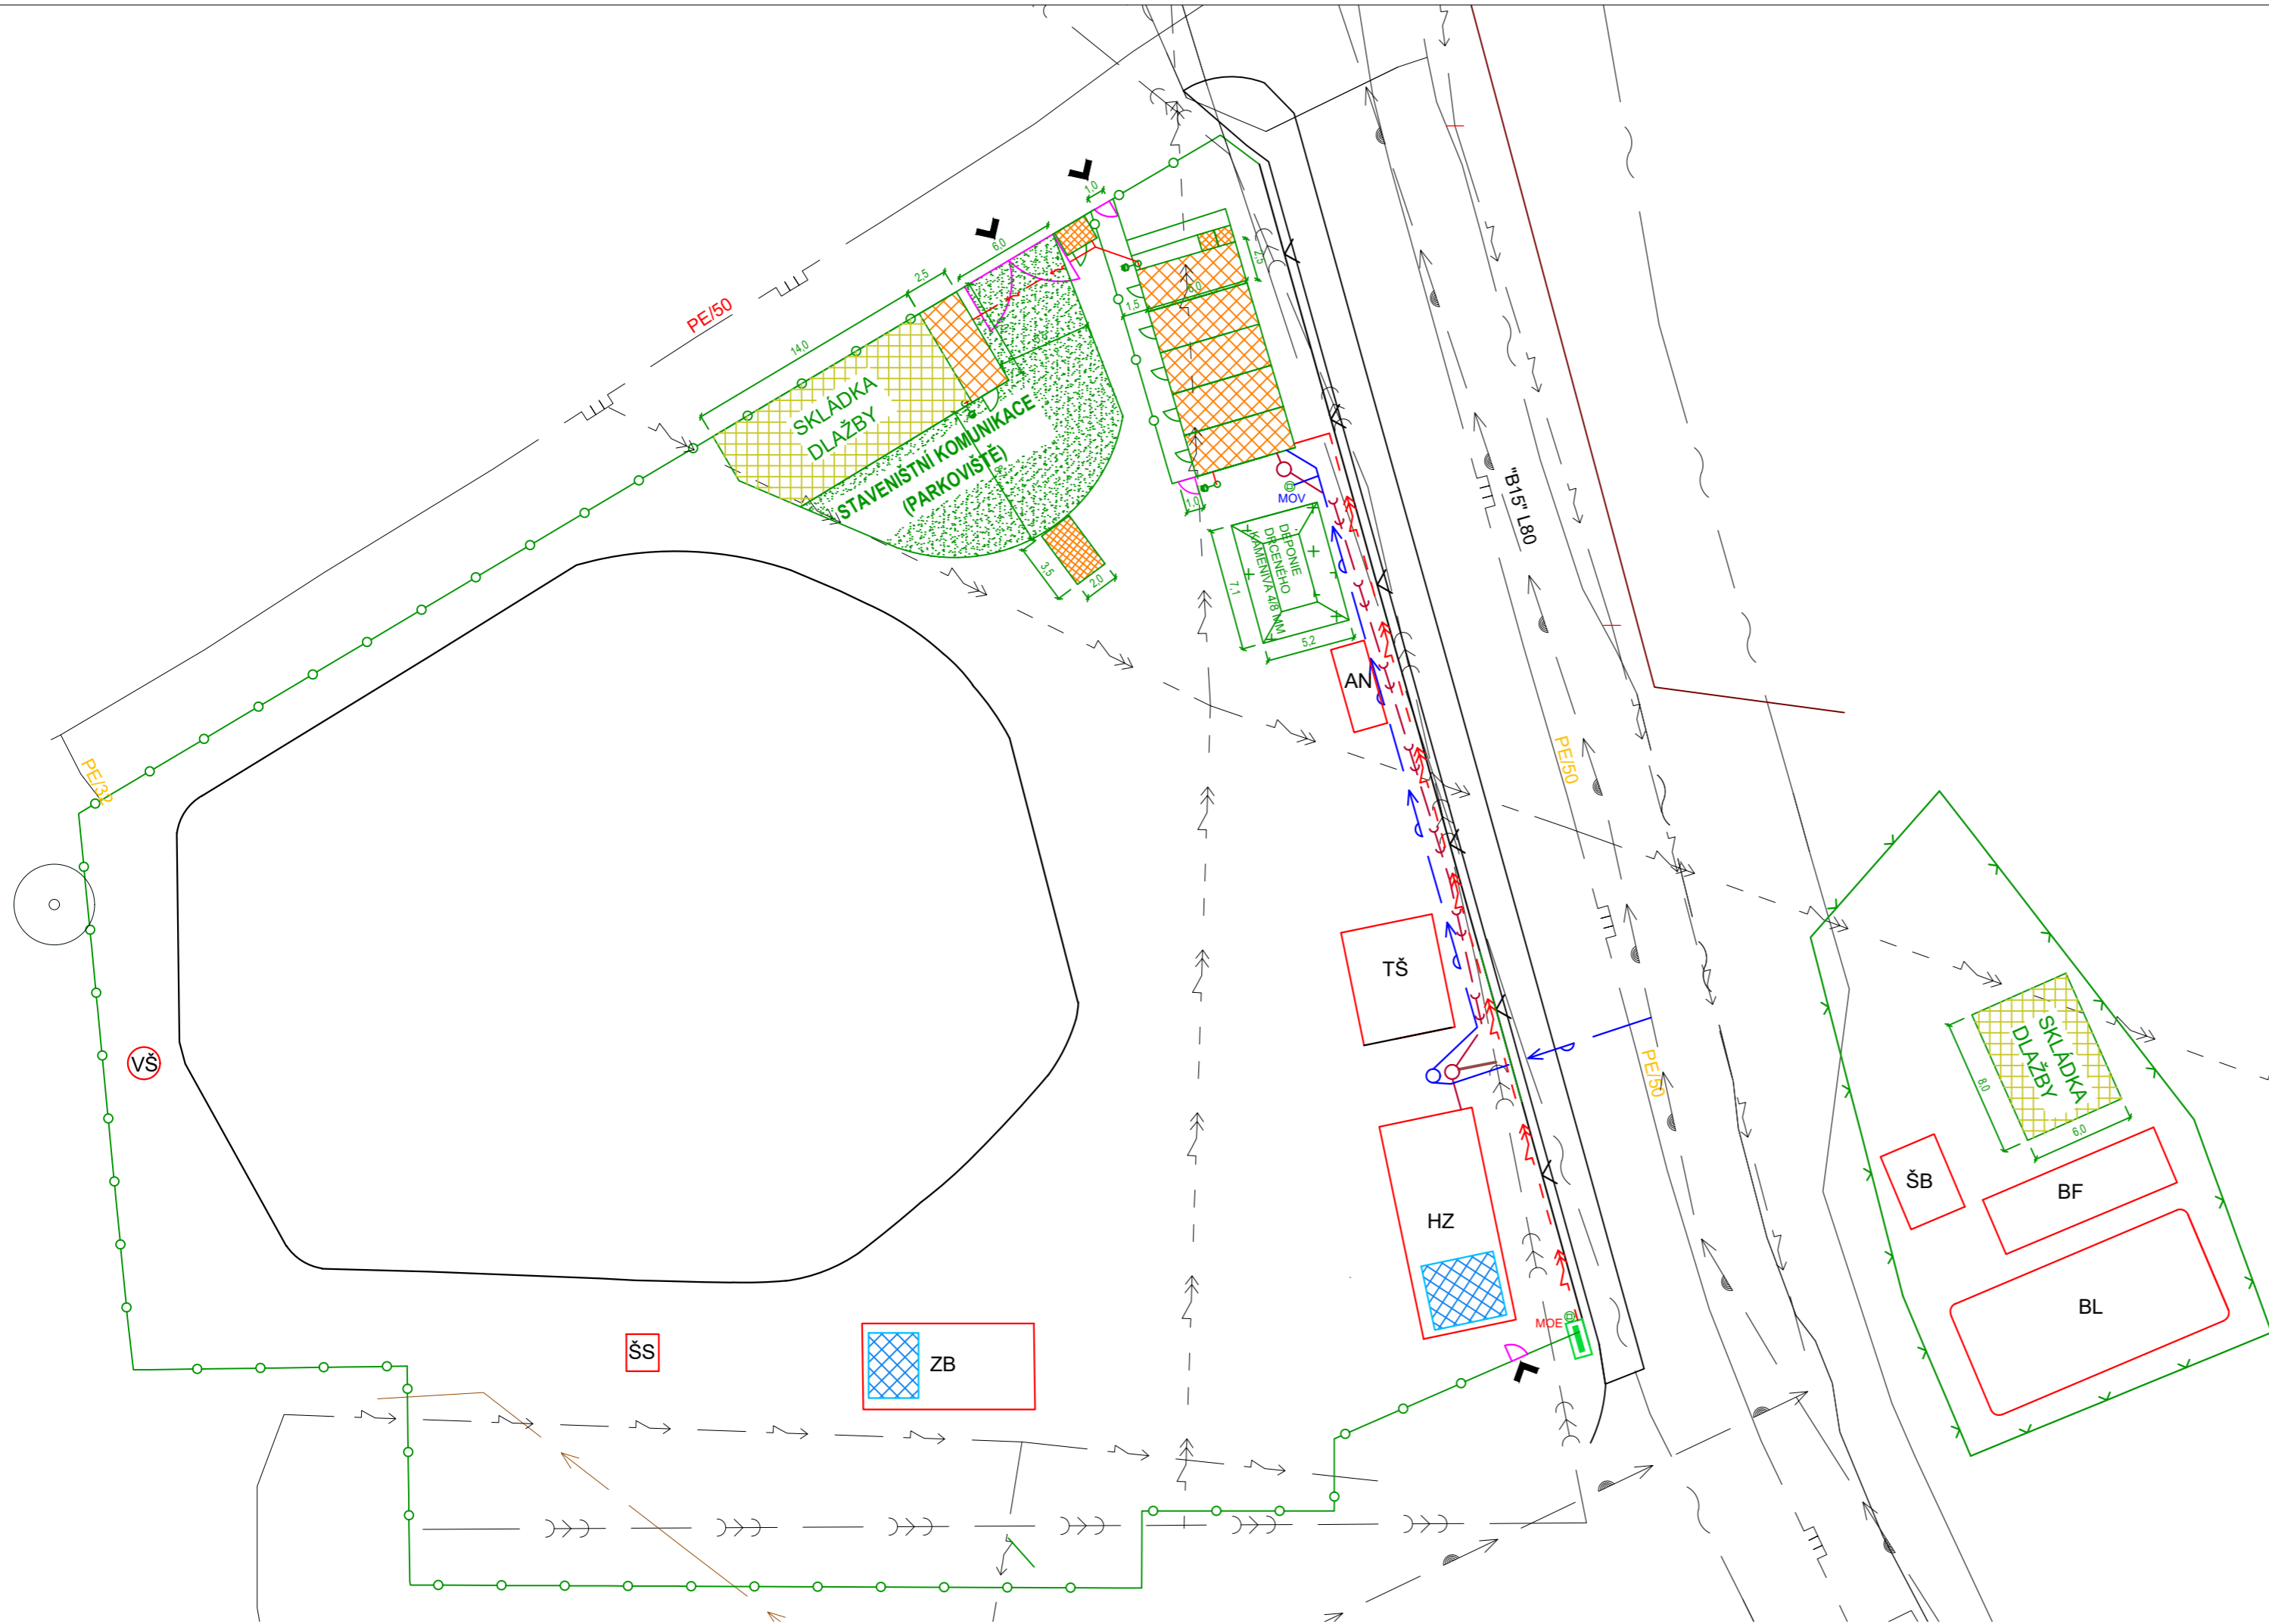 1,0
6,0
2,5
14,0
PE/50
2,5
6,0
1,5
SKLÁDKA
DLAŽBY
STAVENIŠTNÍ KOMUNIKACE
(PARKOVIŠTĚ)
1,0
@
MOV
"B15" L80
DEPONIE
DRCENÉHO
KAMENIVA 4/8 MM
7,1
5,2
3,5
2,0
AN
PE/50
PE/32
TŠ
SKLÁDKA
DLAŽBY
8,0
6,0
PE/50
VŠ
ŠB
BF
HZ
BL
MOE
@
ŠS
ZB